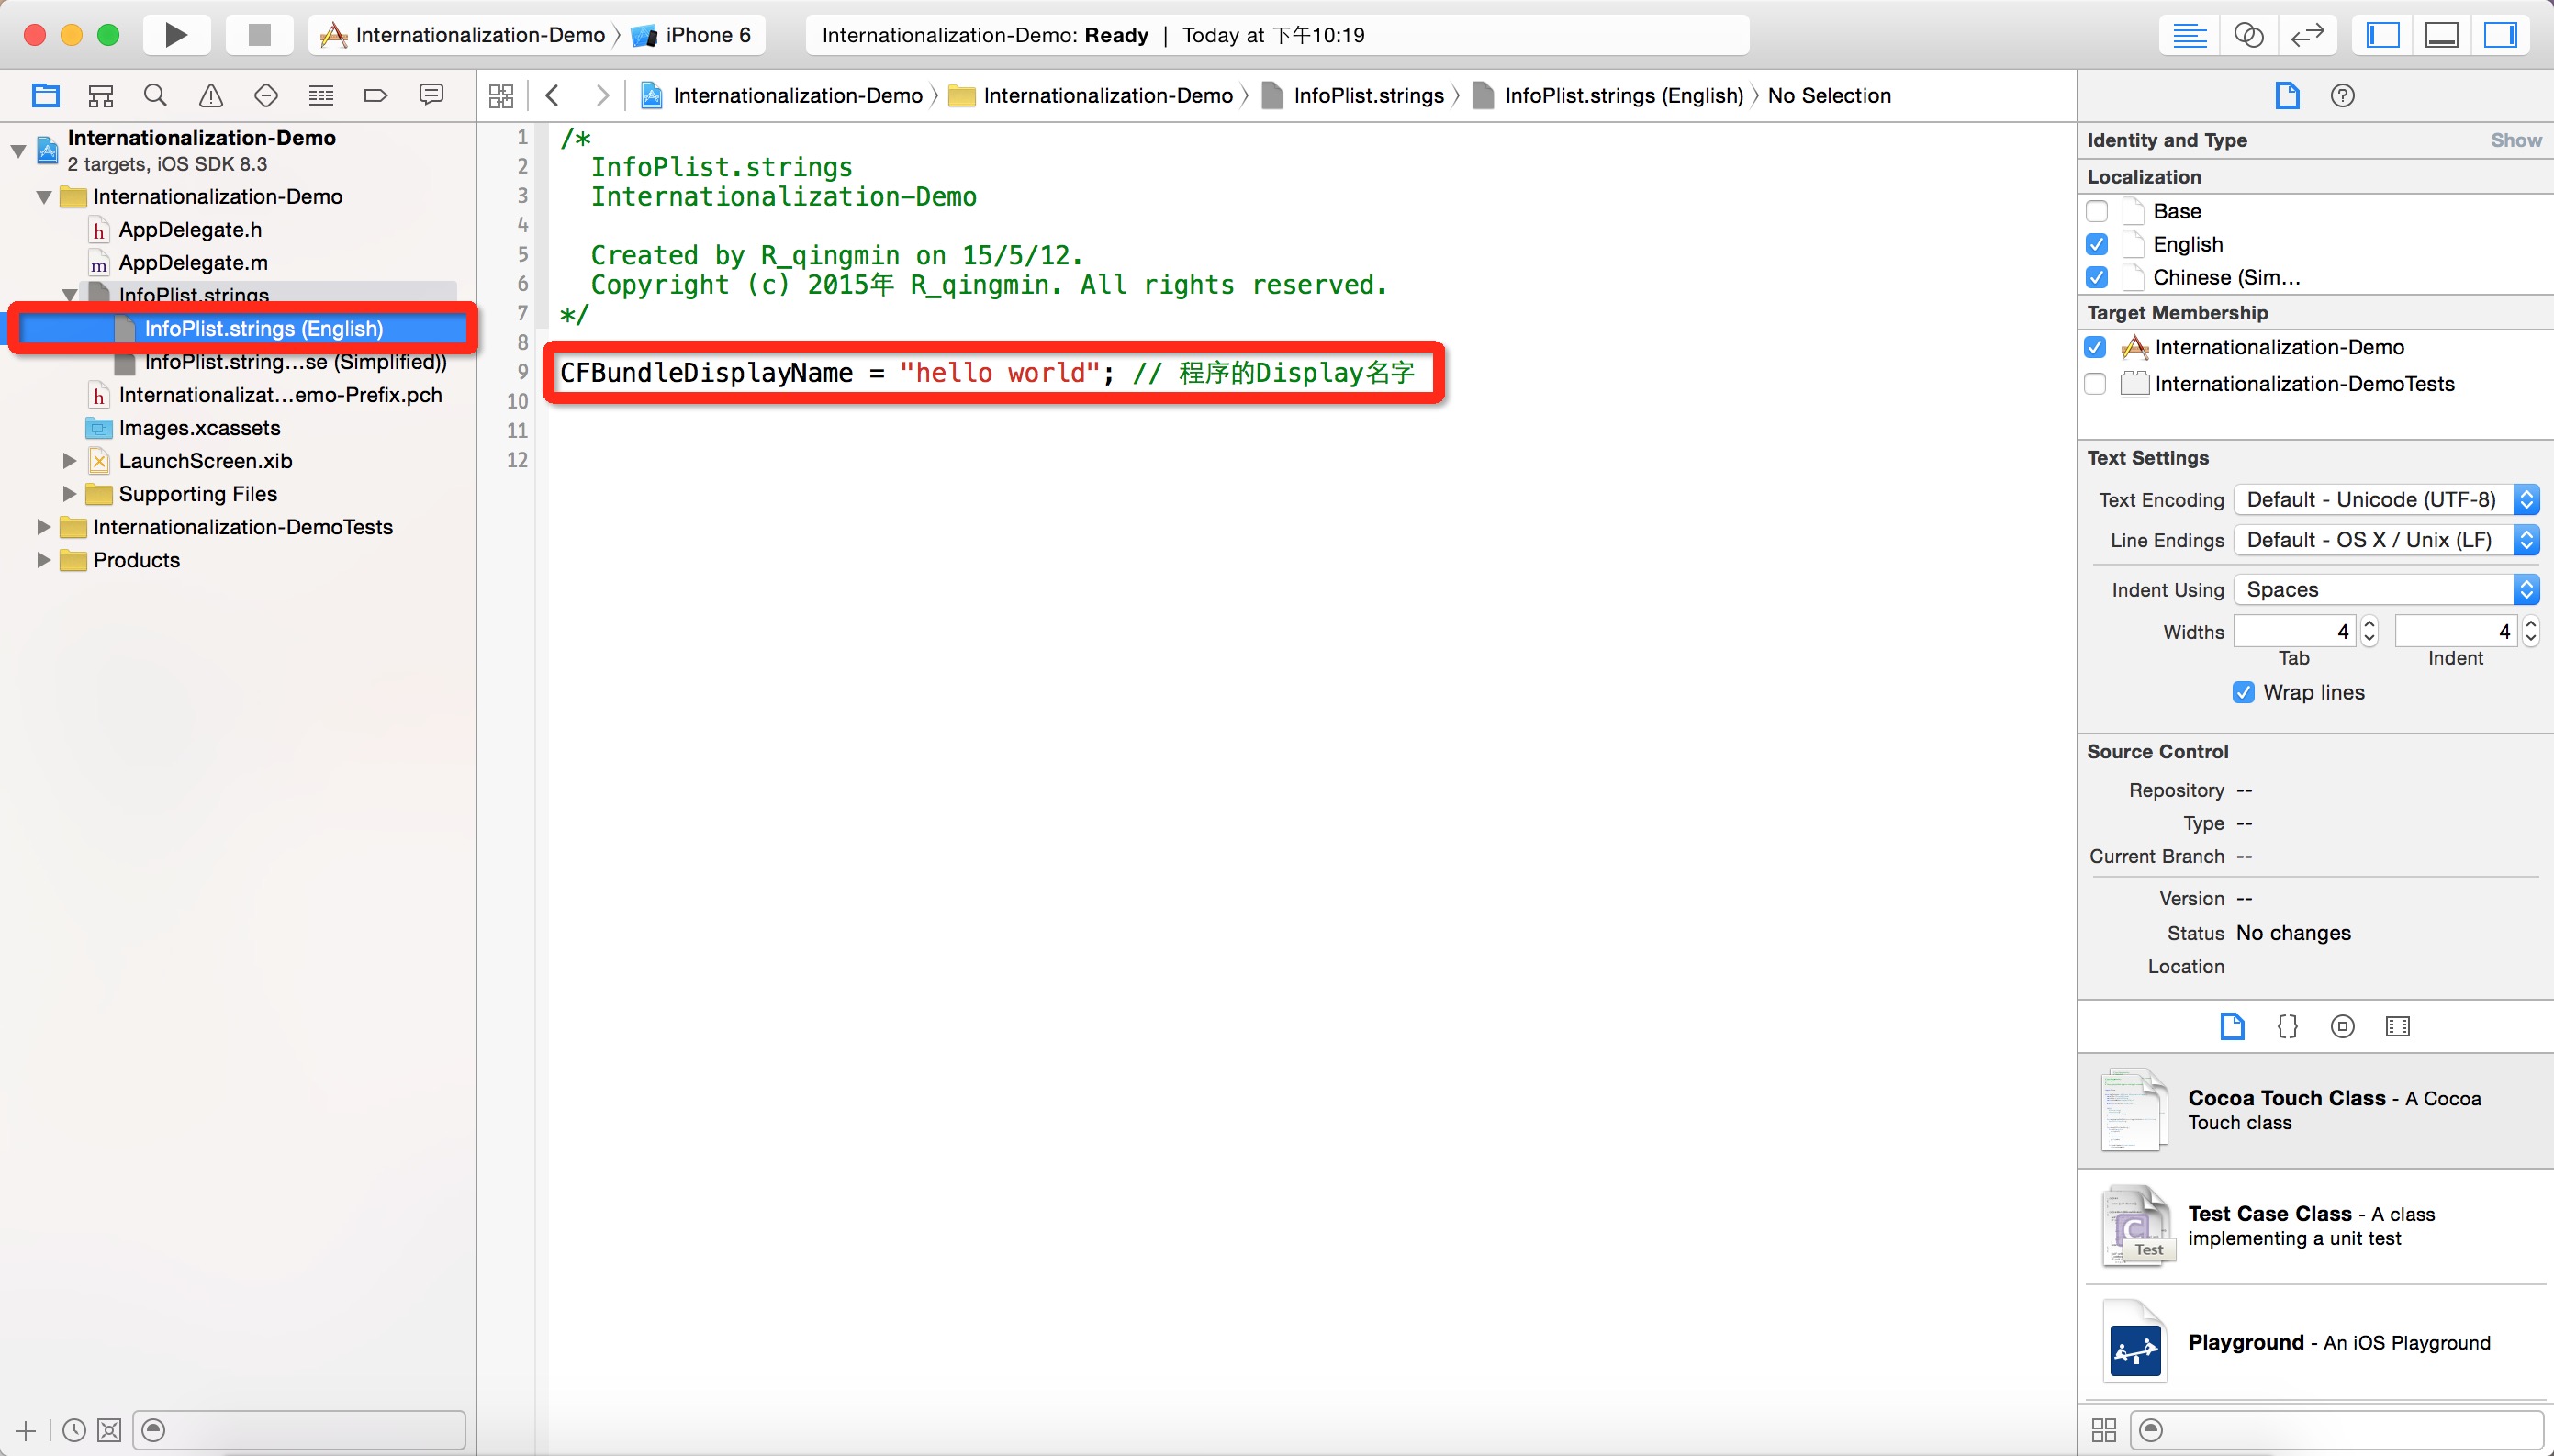 Internationalization-Demo
iPhone 6
Internationalization-Demo: Ready | Today at 下午10:19
Internationalization-Demo
2 targets, iOS SDK 8.3
Internationalization-Demo
AppDelegate.h
AppDelegate.m
InfoPlist.strings
InfoPlist.strings (English)
InfoPlist.string...se (Simplified))
Internationalizat...emo-Prefix.pch
Images.xcassets
LaunchScreen.xib
Supporting Files
Internationalization-DemoTests
Products
Internationalization-Demo
Internationalization-Demo
InfoPlist.strings
InfoPlist.strings (English)
No Selection
1 /*
2 InfoPlist.strings
3 Internationalization-Demo
4
5 Created by R_qingmin on 15/5/12.
6 Copyright (c) 2015年 R_qingmin. All rights reserved.
7 */
8
9 CFBundleDisplayName = "hello world"; // 程序的Display名字
10
11
12
Identity and Type Show
Localization
Base
English
Chinese (Sim...
Target Membership
Internationalization-Demo
Internationalization-DemoTests
Text Settings
Text Encoding Default - Unicode (UTF-8)
Line Endings Default - OS X / Unix (LF)
Indent Using Spaces
Widths 4 4
Tab Indent
Wrap lines
Source Control
Repository --
Type --
Current Branch --
Version --
Status No changes
Location
Cocoa Touch Class - A Cocoa
Touch class
Test Case Class - A class
implementing a unit test
Test
Playground - An iOS Playground